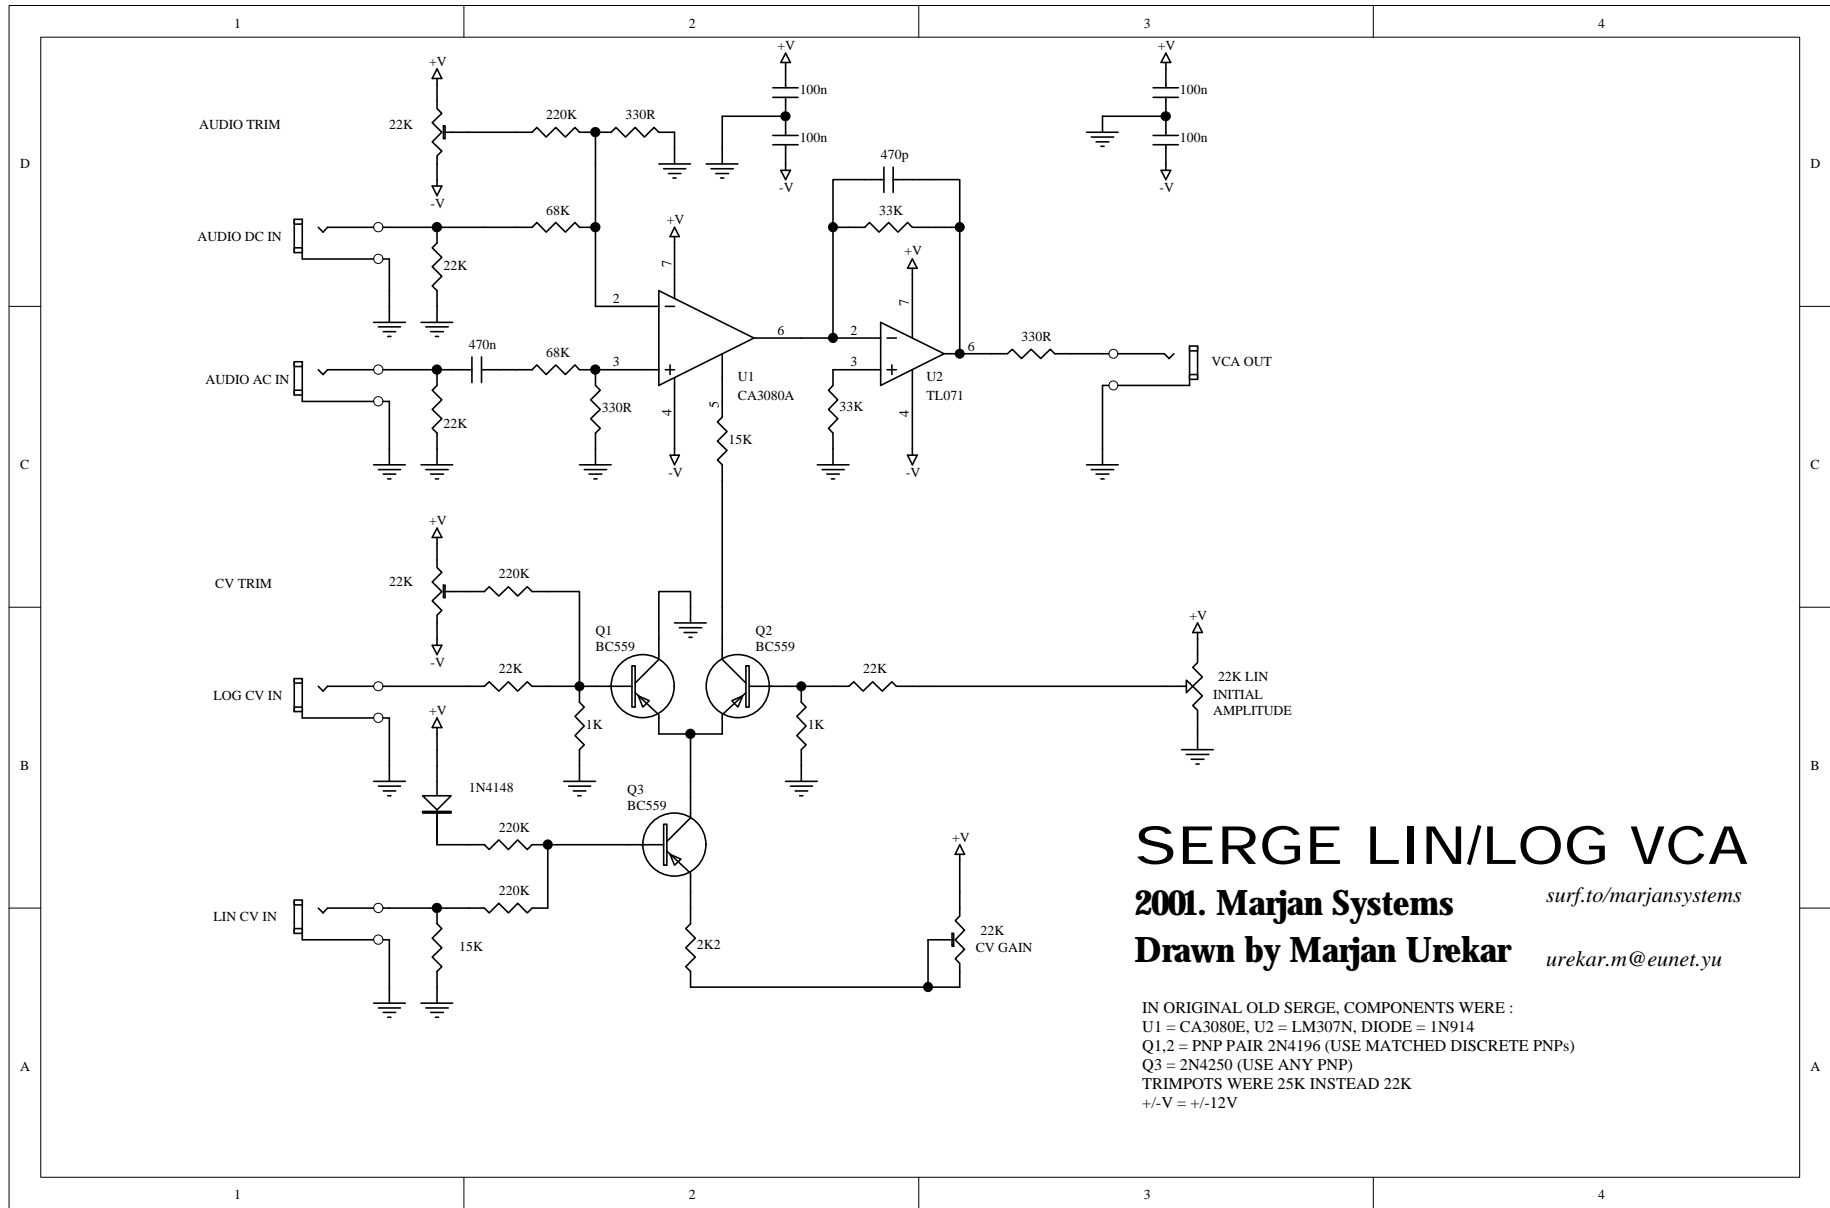 1 2 3 4
+V
+V
+V
100n
100n
AUDIO TRIM
22K
220K
330R
100n
100n
D
D
470p
-V
-V
-V
68K
33K
+V
AUDIO DC IN
+V
22K
7
7
2
470n
6
2
6
330R
68K
3
3
VCA OUT
AUDIO AC IN
U1
CA3080A
U2
TL071
330R
5
33K
4
4
22K
15K
C
C
-V
-V
+V
CV TRIM
22K
220K
+V
Q1
BC559
Q2
BC559
-V
22K
22K
22K LIN
INITIAL
AMPLITUDE
LOG CV IN
+V
1K
1K
B
B
1N4148
Q3
BC559
220K
+V
SERGE LIN/LOG VCA
220K
2001. Marjan Systems
surf.to/marjansystems
LIN CV IN
15K
2K2
22K
CV GAIN
Drawn by Marjan Urekar
urekar.m@eunet.yu
IN ORIGINAL OLD SERGE, COMPONENTS WERE :
U1 = CA3080E, U2 = LM307N, DIODE = 1N914
Q1,2 = PNP PAIR 2N4196 (USE MATCHED DISCRETE PNPs)
Q3 = 2N4250 (USE ANY PNP)
TRIMPOTS WERE 25K INSTEAD 22K
+/-V = +/-12V
A
A
1 2 3 4